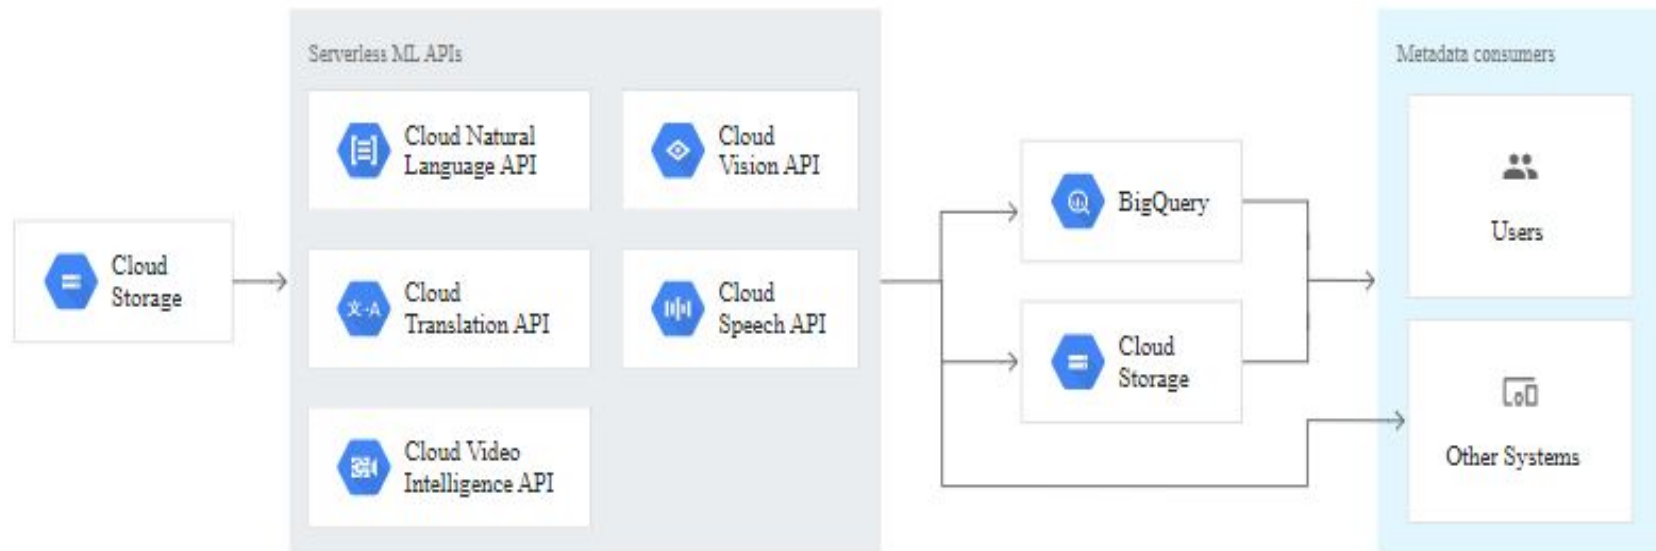 Serverless ML APIs
Metadata consumers
Cloud Natural
Language API
Cloud
Vision API
Cloud
Storage
Cloud
Translation API
Cloud
Speech API
Cloud Video
Intelligence API
BigQuery
Cloud
Storage
Users
Other Systems
文→A